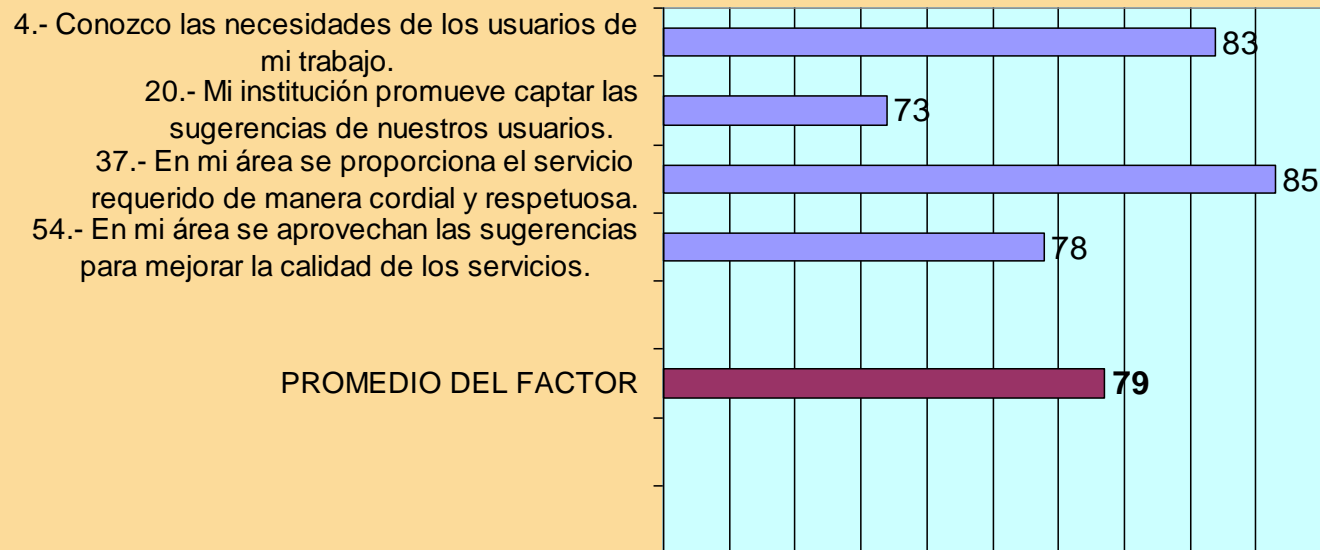 4.- Conozco las necesidades de los usuarios de
mi trabajo.
83
20.- Mi institución promueve captar las
sugerencias de nuestros usuarios.
73
37.- En mi área se proporciona el servicio
requerido de manera cordial y respetuosa.
85
54.- En mi área se aprovechan las sugerencias
para mejorar la calidad de los servicios.
78
PROMEDIO DEL FACTOR
79